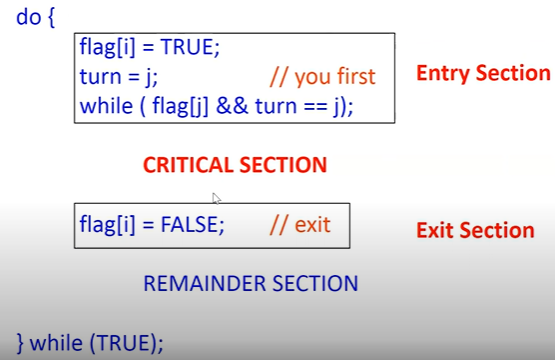 do {
flag[i] = TRUE;
turn = j; // you first
while ( flag[j] && turn == j);
Entry Section
CRITICAL SECTION
flag[i] = FALSE; // exit
Exit Section
REMAINDER SECTION
} while (TRUE);